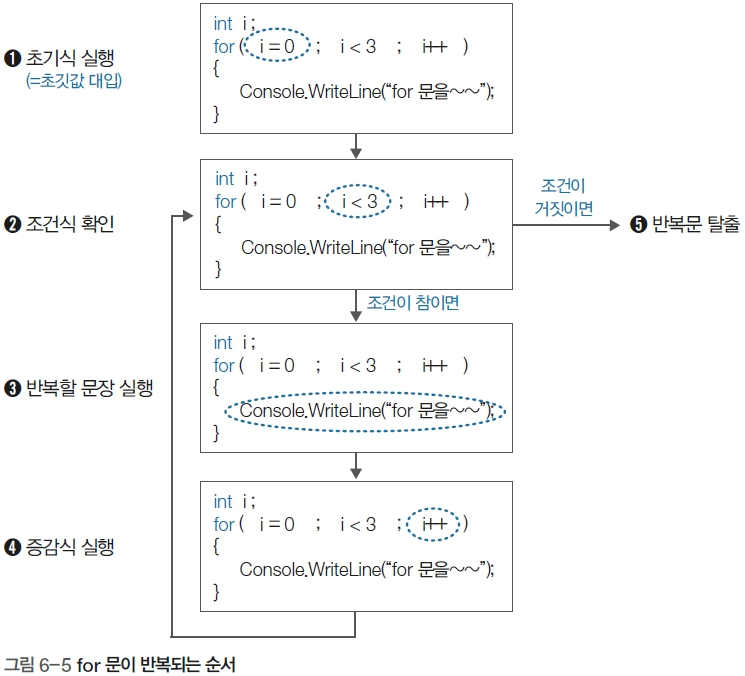 ❶ 초기식 실행
(=초깃값 대입)
int i;
for( i=0 ; i<3 ; i++ )
{
Console.WriteLine(“for 문을~~”);
}
❷ 조건식 확인
int i;
for( i=0 ; i<3 ; i++ )
{
Console.WriteLine(“for 문을~~”);
}
조건이
거짓이면
❺ 반복문 탈출
조건이 참이면
❸ 반복할 문장 실행
int i;
for( i=0 ; i<3 ; i++ )
{
Console.WriteLine(“for 문을~~”);
}
❹ 증감식 실행
int i;
for( i=0 ; i<3 ; i++ )
{
Console.WriteLine(“for 문을~~”);
}
그림 6-5 for 문이 반복되는 순서